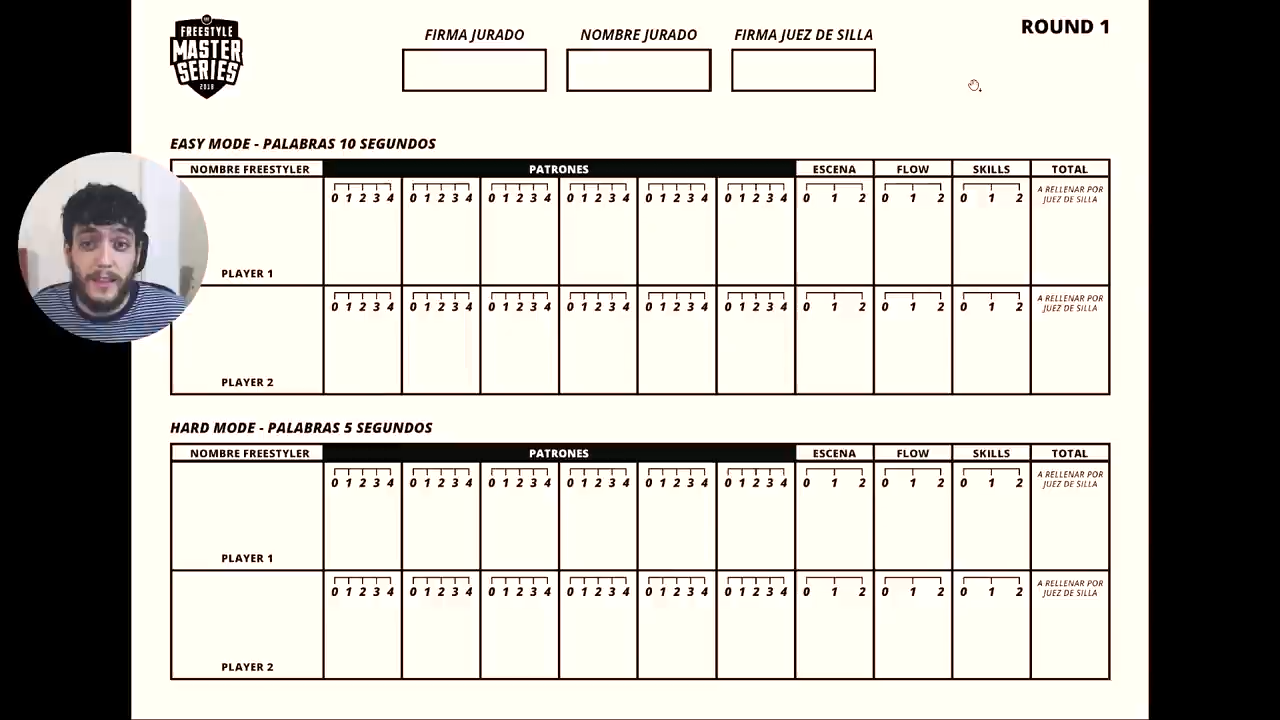 FREESTYLE
MASTER
SERIES
FIRMA JURADO NOMBRE JURADO FIRMA JUEZ DE SILLA
ROUND 1
EASY MODE - PALABRAS 10 SEGUNDOS
NOMBRE FREESTYLER PATRONES ESCENA FLOW SKILLS TOTAL
0 1 2 3 4 0 1 2 3 4 0 1 2 3 4 0 1 2 3 4 0 1 2 3 4 0 1 2 3 4 0 1 2 0 1 2 0 1 2 A RELLENAR POR
JUEZ DE SILLA
PLAYER 1
0 1 2 3 4 0 1 2 3 4 0 1 2 3 4 0 1 2 3 4 0 1 2 3 4 0 1 2 3 4 0 1 2 0 1 2 0 1 2 A RELLENAR POR
JUEZ DE SILLA
PLAYER 2
HARD MODE - PALABRAS 5 SEGUNDOS
NOMBRE FREESTYLER PATRONES ESCENA FLOW SKILLS TOTAL
0 1 2 3 4 0 1 2 3 4 0 1 2 3 4 0 1 2 3 4 0 1 2 3 4 0 1 2 3 4 0 1 2 0 1 2 0 1 2 A RELLENAR POR
JUEZ DE SILLA
PLAYER 1
0 1 2 3 4 0 1 2 3 4 0 1 2 3 4 0 1 2 3 4 0 1 2 3 4 0 1 2 3 4 0 1 2 0 1 2 0 1 2 A RELLENAR POR
JUEZ DE SILLA
PLAYER 2